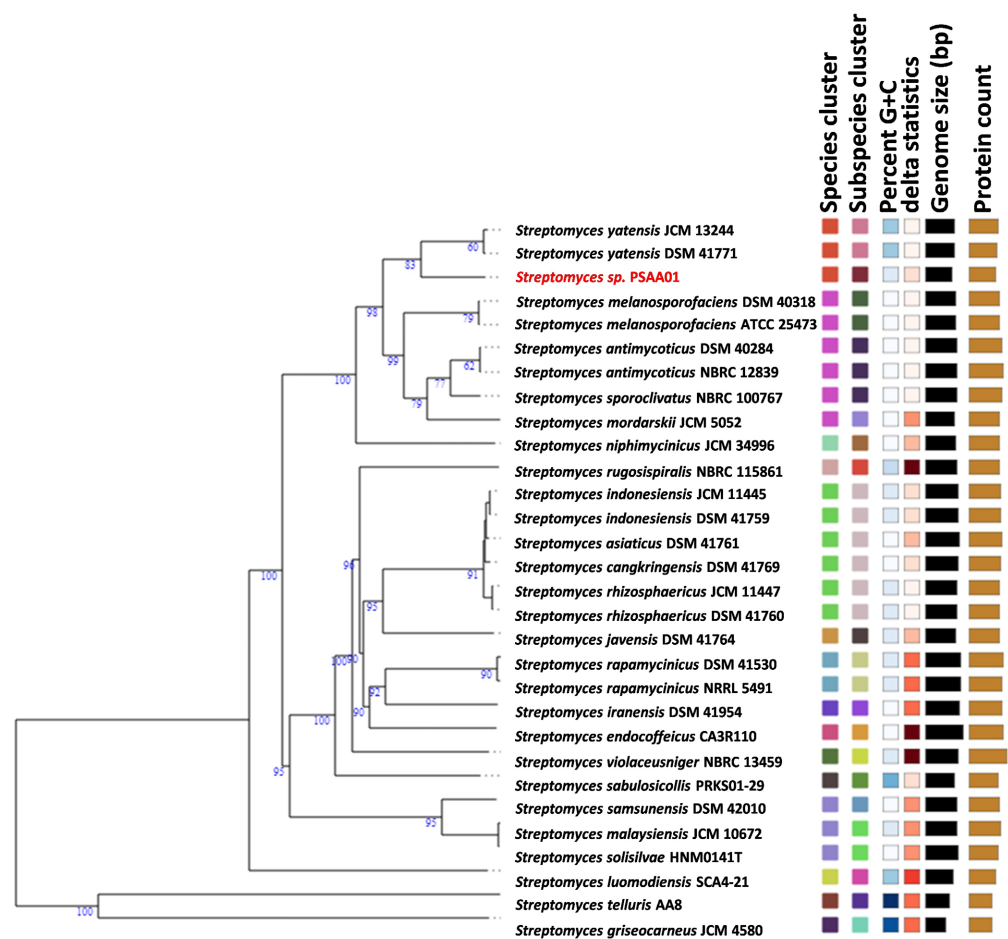 Species cluster
Subspecies cluster
Percent G+C
delta statistics
Genome size (bp)
Protein count
Streptomyces yatensis JCM 13244
60
Streptomyces yatensis DSM 41771
83
Streptomyces sp. PSAA01
Streptomyces melanosporofaciens DSM 40318
98
79
Streptomyces melanosporofaciens ATCC 25473
Streptomyces antimycoticus DSM 40284
99
62
Streptomyces antimycoticus NBRC 12839
100
77
Streptomyces sporoclivatus NBRC 100767
79
Streptomyces mordarskii JCM 5052
Streptomyces niphimycinicus JCM 34996
Streptomyces rugosispiralis NBRC 115861
Streptomyces indonesiensis JCM 11445
Streptomyces indonesiensis DSM 41759
Streptomyces asiaticus DSM 41761
96
Streptomyces cangkringensis DSM 41769
100
91
Streptomyces rhizosphaericus JCM 11447
95
Streptomyces rhizosphaericus DSM 41760
Streptomyces javensis DSM 41764
100
90
Streptomyces rapamycinicus DSM 41530
90
Streptomyces rapamycinicus NRRL 5491
92
Streptomyces iranensis DSM 41954
90
100
Streptomyces endocoffeicus CA3R110
Streptomyces violaceusniger NBRC 13459
95
Streptomyces sabulosicollis PRKS01-29
Streptomyces samsunensis DSM 42010
95
Streptomyces malaysiensis JCM 10672
Streptomyces solisilvae HNM0141T
Streptomyces luomodiensis SCA4-21
Streptomyces telluris AA8
100
Streptomyces griseocarneus JCM 4580